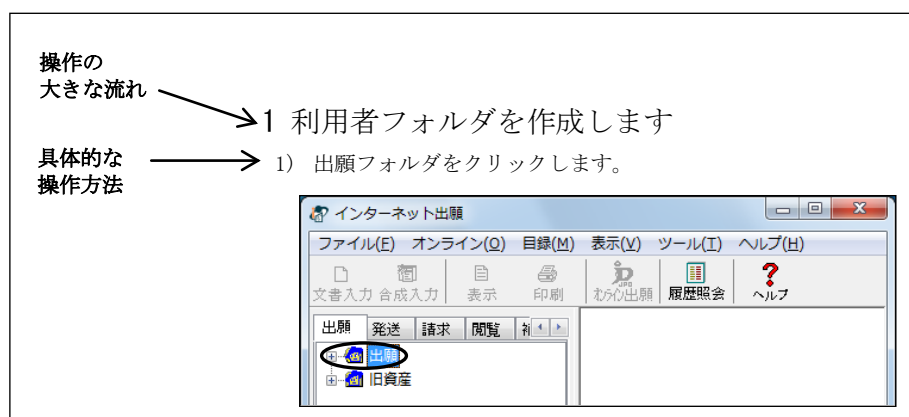 操作の
大きな流れ
1 利用者フォルダを作成します
具体的な
操作方法
1) 出願フォルダをクリックします。
インターネット出願
ファイル(F) オンライン(O) 目録(M) 表示(V) ツール(T) ヘルプ(H)
文書入力 合成入力 表示 印刷 オンライン出願 履歴照会 ヘルプ
出願 発送 請求 閲覧
出願
旧資産